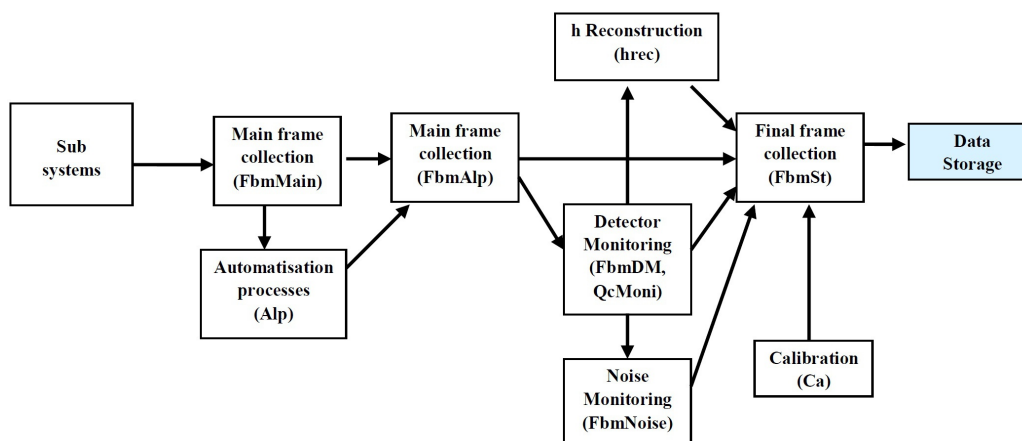 h Reconstruction
(hrec)
Sub
systems
Main frame
collection
(FbmMain)
Main frame
collection
(FbmAlp)
Final frame
collection
(FbmSt)
Data
Storage
Automatisation
processes
(Alp)
Detector
Monitoring
(FbmDM,
QcMoni)
Noise
Monitoring
(FbmNoise)
Calibration
(Ca)